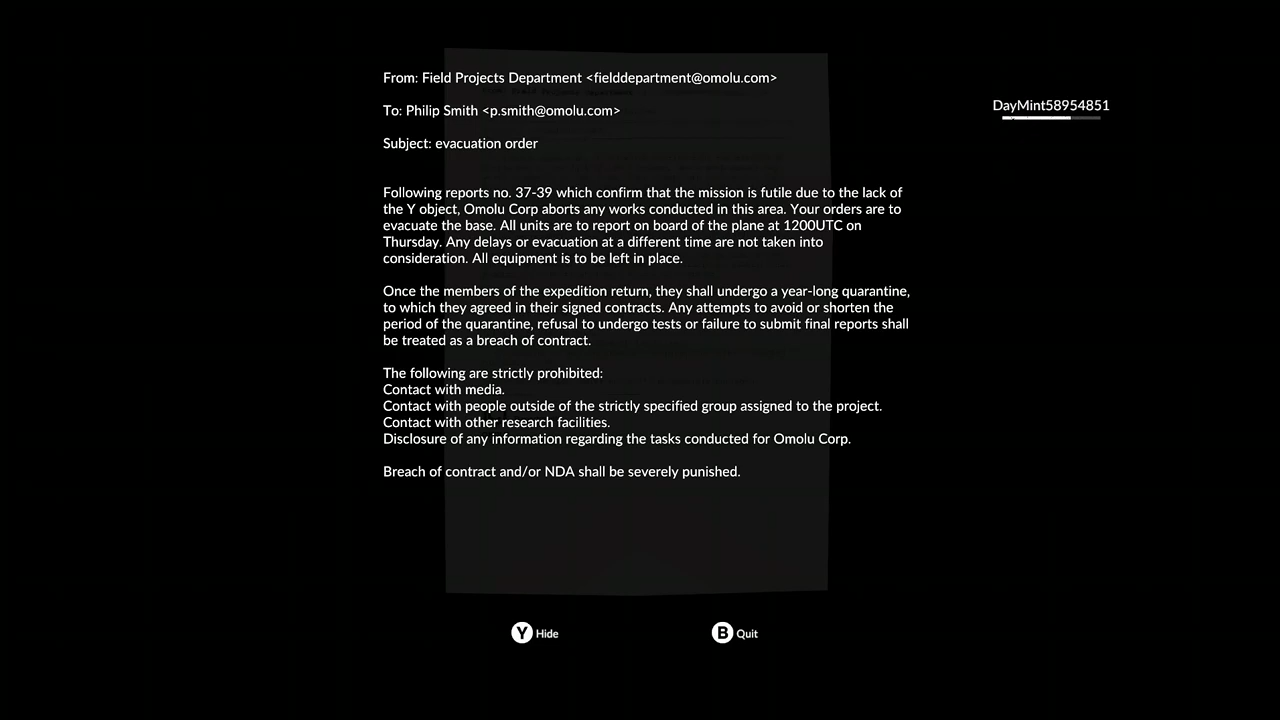 From: Field Projects Department <fielddepartment@omolu.com>
DayMint58954851
To: Philip Smith <p.smith@omolu.com>
Subject: evacuation order
Following reports no. 37-39 which confirm that the mission is futile due to the lack of
the Y object, Omolu Corp aborts any works conducted in this area. Your orders are to
evacuate the base. All units are to report on board of the plane at 1200UTC on
Thursday. Any delays or evacuation at a different time are not taken into
consideration. All equipment is to be left in place.
Once the members of the expedition return, they shall undergo a year-long quarantine,
to which they agreed in their signed contracts. Any attempts to avoid or shorten the
period of the quarantine, refusal to undergo tests or failure to submit final reports shall
be treated as a breach of contract.
The following are strictly prohibited:
Contact with media.
Contact with people outside of the strictly specified group assigned to the project.
Contact with other research facilities.
Disclosure of any information regarding the tasks conducted for Omolu Corp.
Breach of contract and/or NDA shall be severely punished.
Y Hide
B Quit